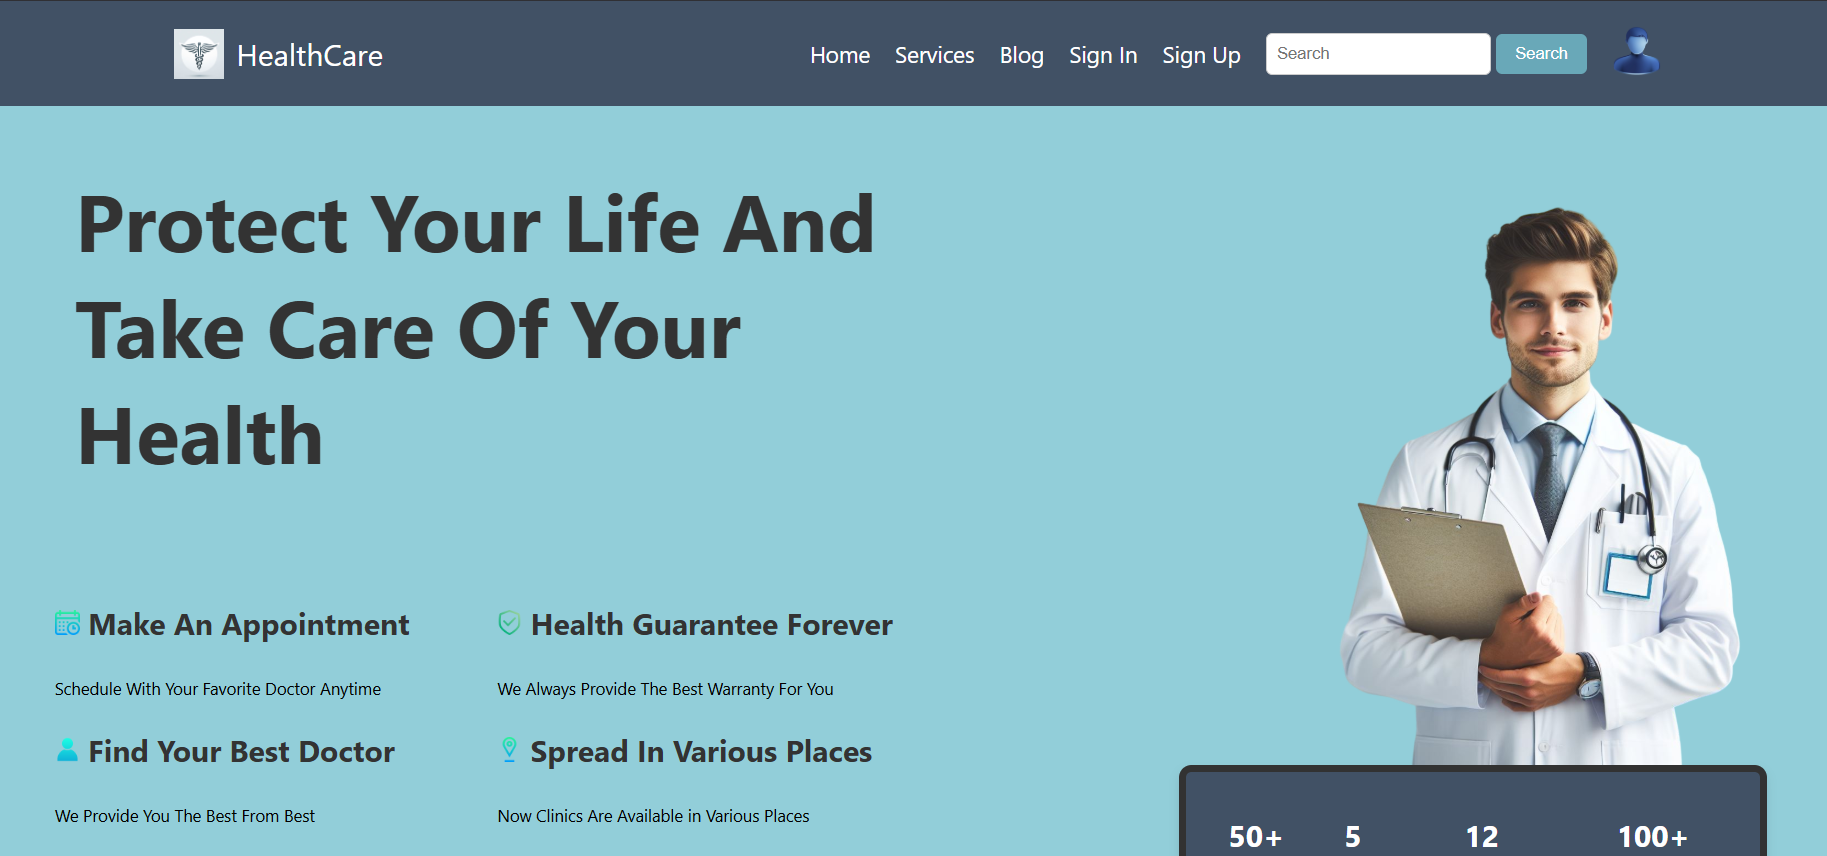 HealthCare
Home Services Blog Sign In Sign Up Search Search
Protect Your Life And
Take Care Of Your
Health
Make An Appointment
Schedule With Your Favorite Doctor Anytime
Health Guarantee Forever
We Always Provide The Best Warranty For You
Find Your Best Doctor
We Provide You The Best From Best
Spread In Various Places
Now Clinics Are Available in Various Places
50+ 5 12 100+